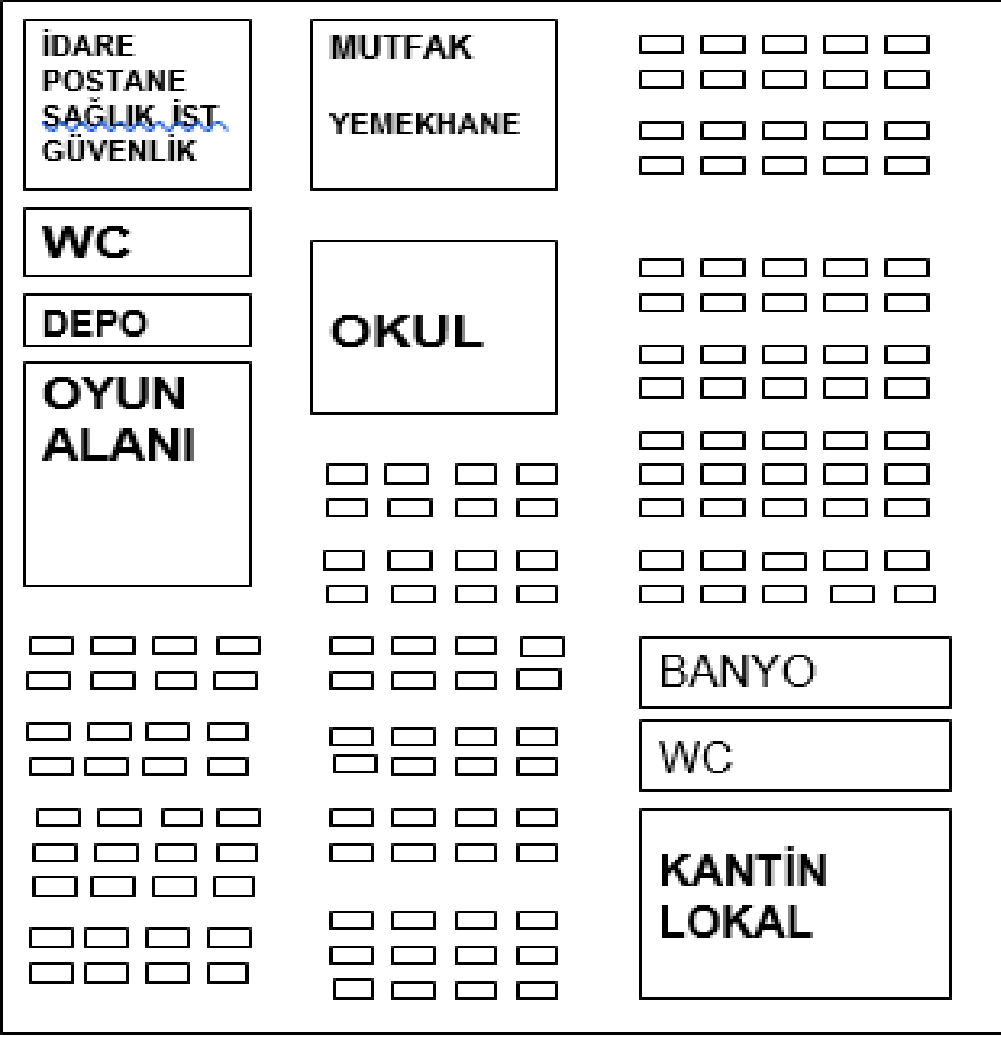 İDARE
POSTANE
SAĞLIK İST
GÜVENLİK
WC
DEPO
OYUN
ALANI
MUTFAK
YEMEKHANE
OKUL
BANYO
WC
KANTİN
LOKAL